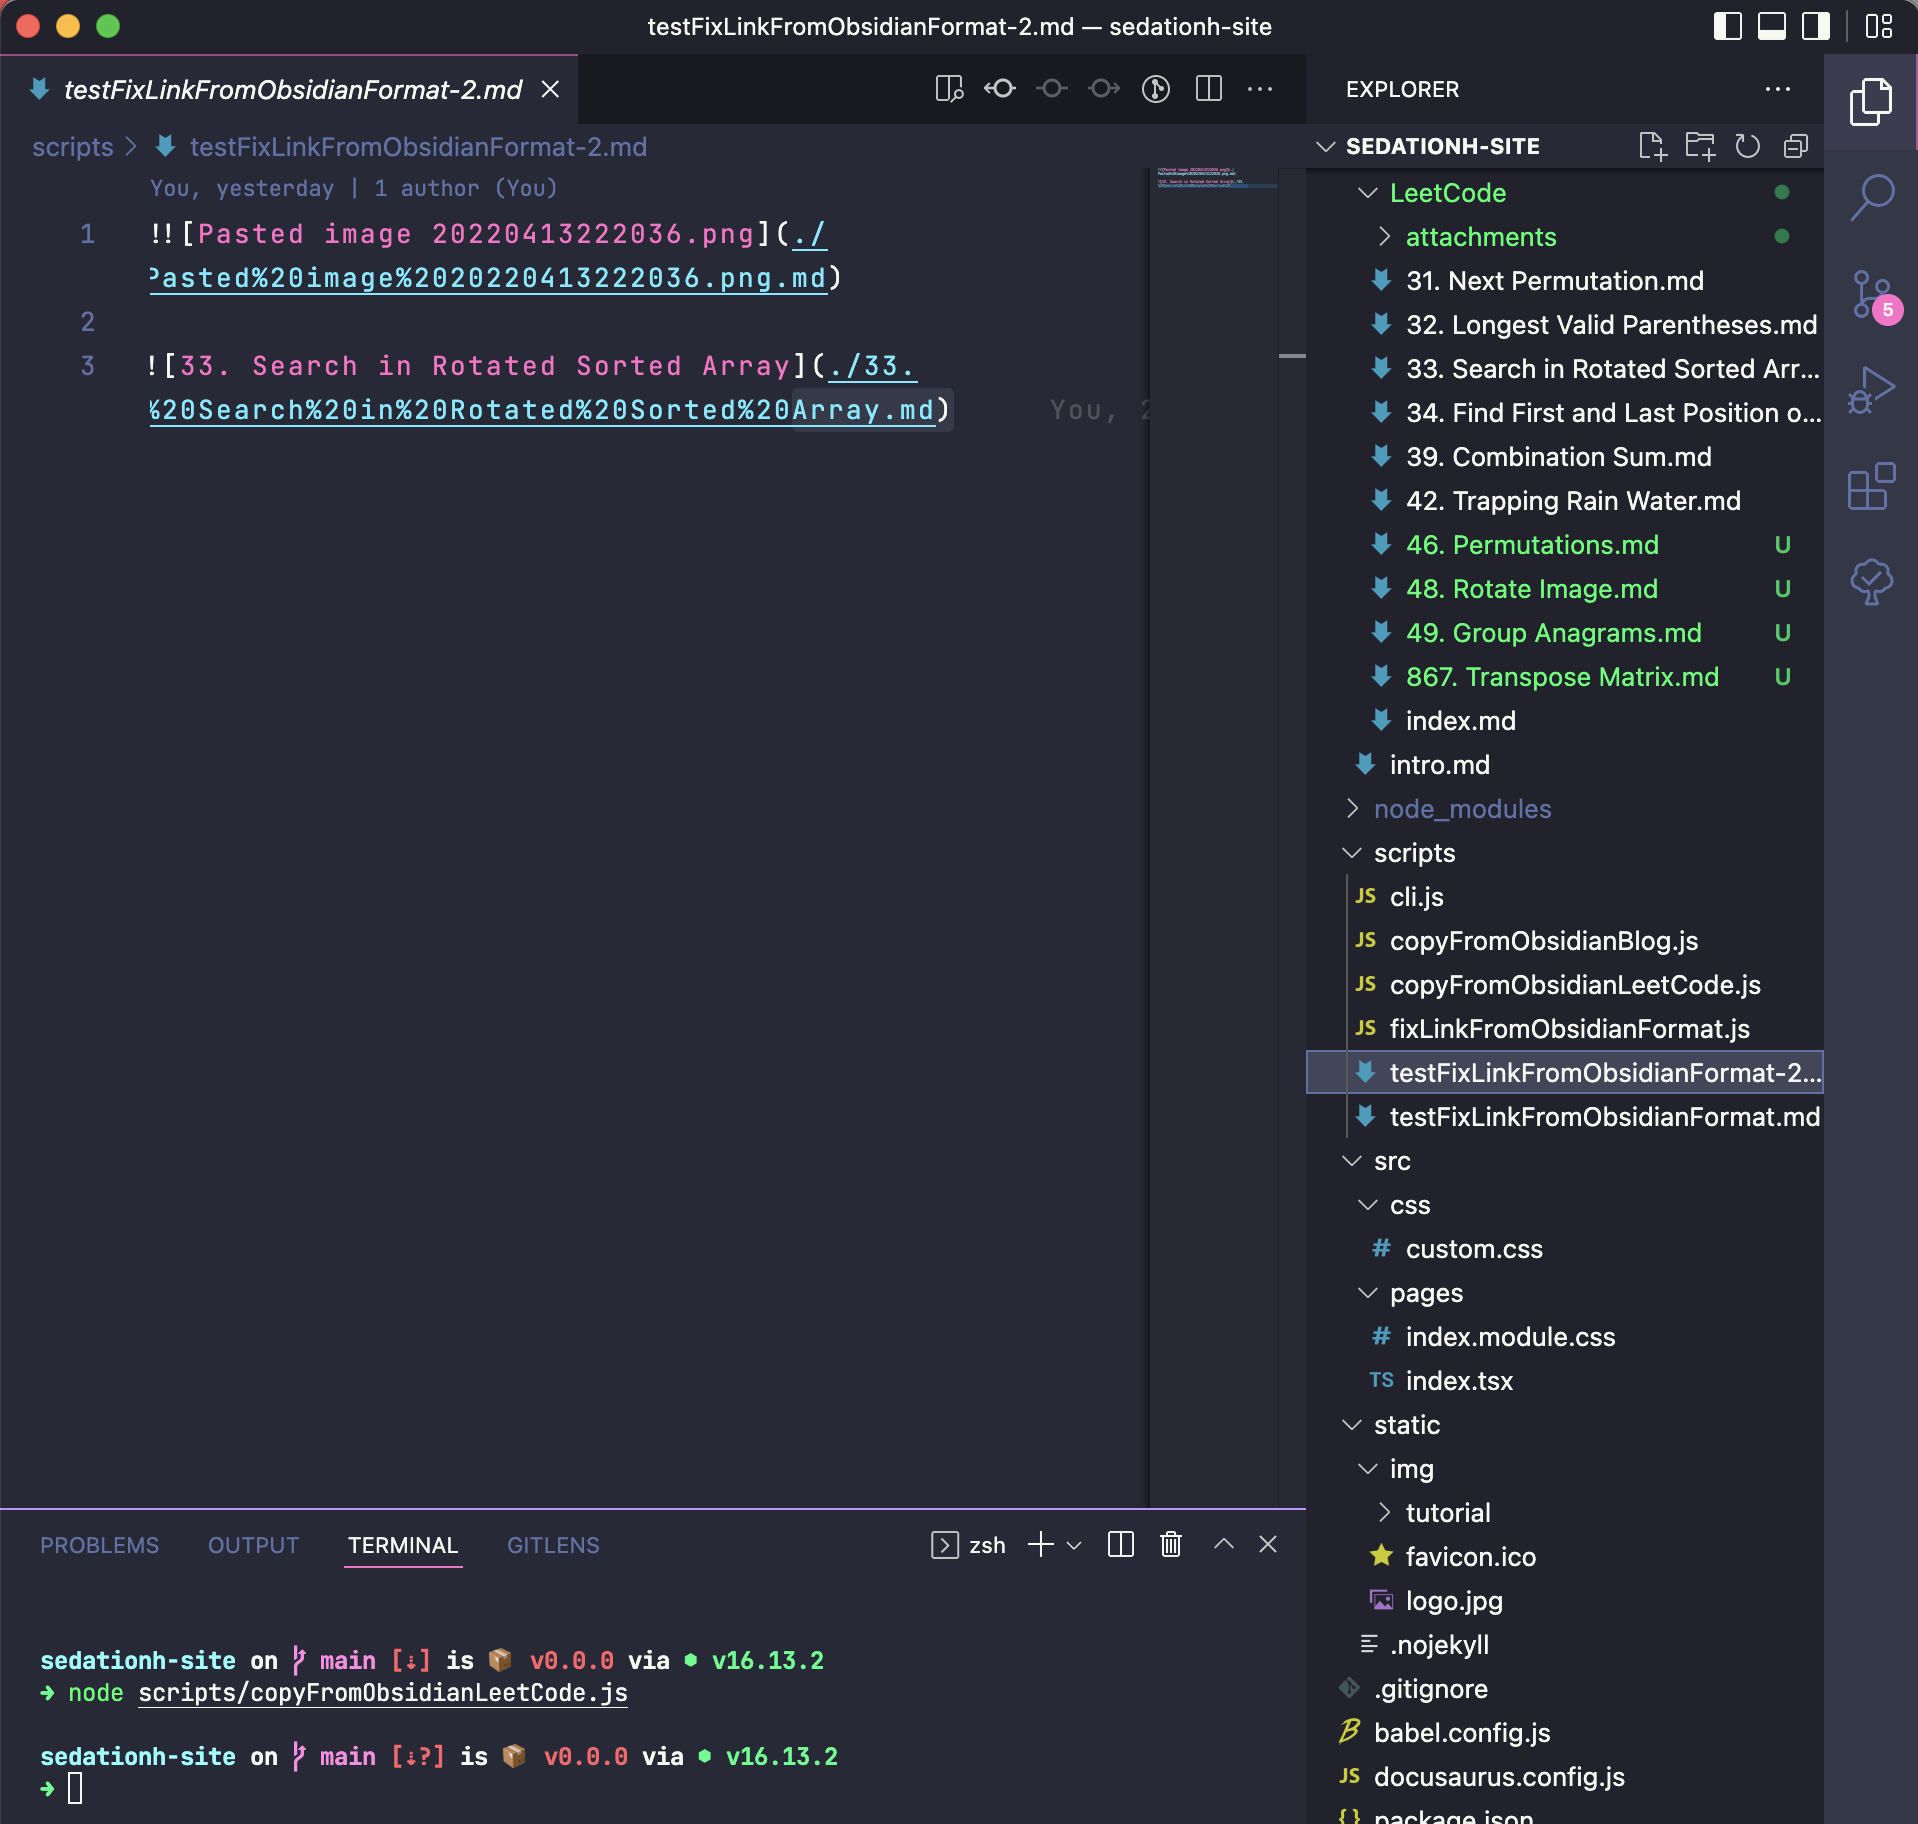 testFixLinkFromObsidianFormat-2.md — sedationh-site
testFixLinkFromObsidianFormat-2.md
scripts > testFixLinkFromObsidianFormat-2.md
You, yesterday | 1 author (You)
1 !![Pasted image 20220413222036.png](./
Pasted%20image%2020220413222036.png.md)
2
3 ![33. Search in Rotated Sorted Array](./33.
%20Search%20in%20Rotated%20Sorted%20Array.md) You, 2
PROBLEMS OUTPUT TERMINAL GITLENS
zsh
sedationh-site on main [⇣] is 📦 v0.0.0 via ⬢ v16.13.2
➜ node scripts/copyFromObsidianLeetCode.js
sedationh-site on main [⇣?] is 📦 v0.0.0 via ⬢ v16.13.2
➜
EXPLORER
SEDATIONH-SITE
LeetCode
attachments
31. Next Permutation.md
32. Longest Valid Parentheses.md
33. Search in Rotated Sorted Arr...
34. Find First and Last Position o...
39. Combination Sum.md
42. Trapping Rain Water.md
46. Permutations.md U
48. Rotate Image.md U
49. Group Anagrams.md U
867. Transpose Matrix.md U
index.md
intro.md
node_modules
scripts
JS cli.js
JS copyFromObsidianBlog.js
JS copyFromObsidianLeetCode.js
JS fixLinkFromObsidianFormat.js
testFixLinkFromObsidianFormat-2...
testFixLinkFromObsidianFormat.md
src
css
# custom.css
pages
# index.module.css
TS index.tsx
static
img
tutorial
favicon.ico
logo.jpg
.nojekyll
.gitignore
babel.config.js
JS docusaurus.config.js
{} package.json
5